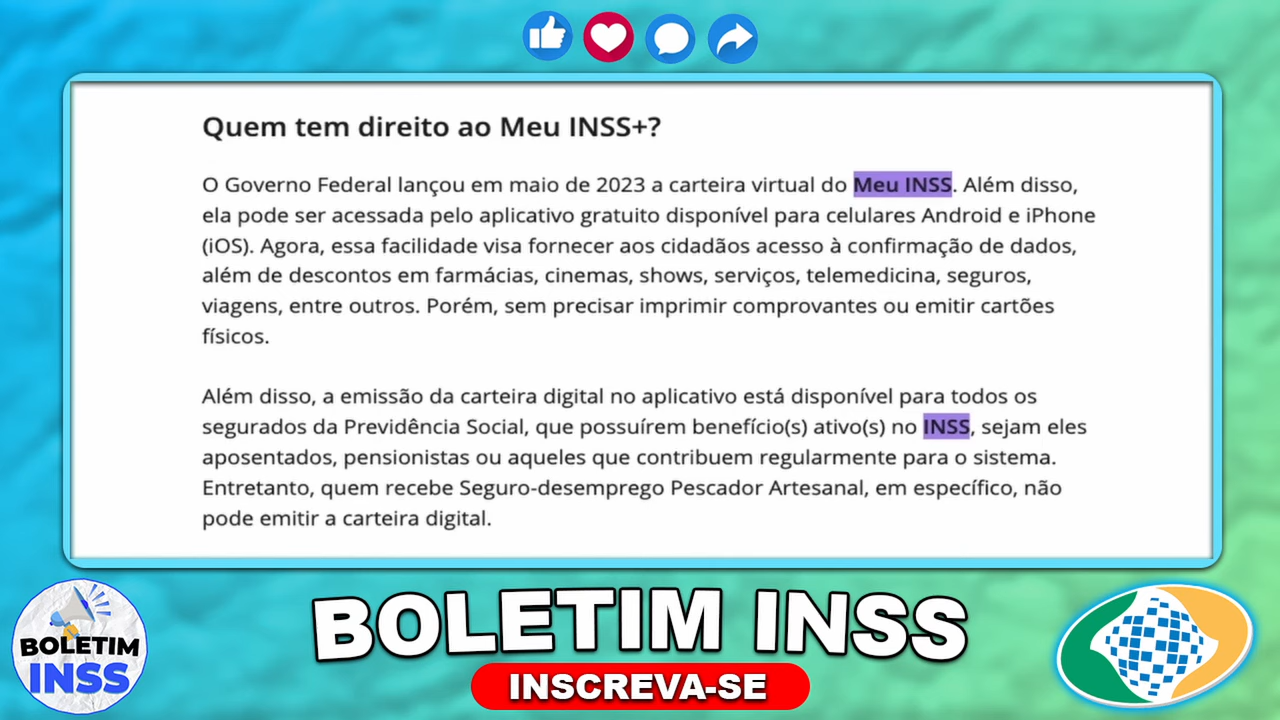 Quem tem direito ao Meu INSS+?
O Governo Federal lançou em maio de 2023 a carteira virtual do Meu INSS. Além disso,
ela pode ser acessada pelo aplicativo gratuito disponível para celulares Android e iPhone
(iOS). Agora, essa facilidade visa fornecer aos cidadãos acesso à confirmação de dados,
além de descontos em farmácias, cinemas, shows, serviços, telemedicina, seguros,
viagens, entre outros. Porém, sem precisar imprimir comprovantes ou emitir cartões
físicos.
Além disso, a emissão da carteira digital no aplicativo está disponível para todos os
segurados da Previdência Social, que possuírem benefício(s) ativo(s) no INSS, sejam eles
aposentados, pensionistas ou aqueles que contribuem regularmente para o sistema.
Entretanto, quem recebe Seguro-desemprego Pescador Artesanal, em específico, não
pode emitir a carteira digital.
BOLETIM
INSS
BOLETIM INSS
INSCREVA-SE